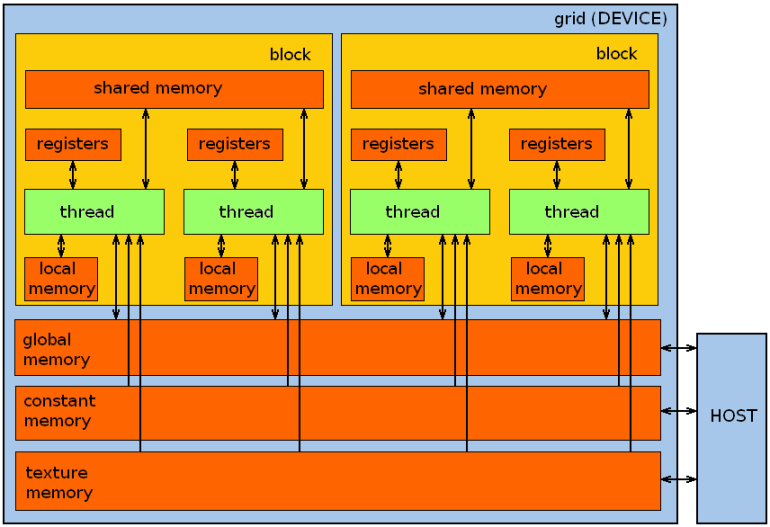 grid (DEVICE)
block
block
shared memory
shared memory
registers
registers
registers
registers
thread
thread
thread
thread
local
memory
local
memory
local
memory
local
memory
global
memory
constant
memory
texture
memory
HOST